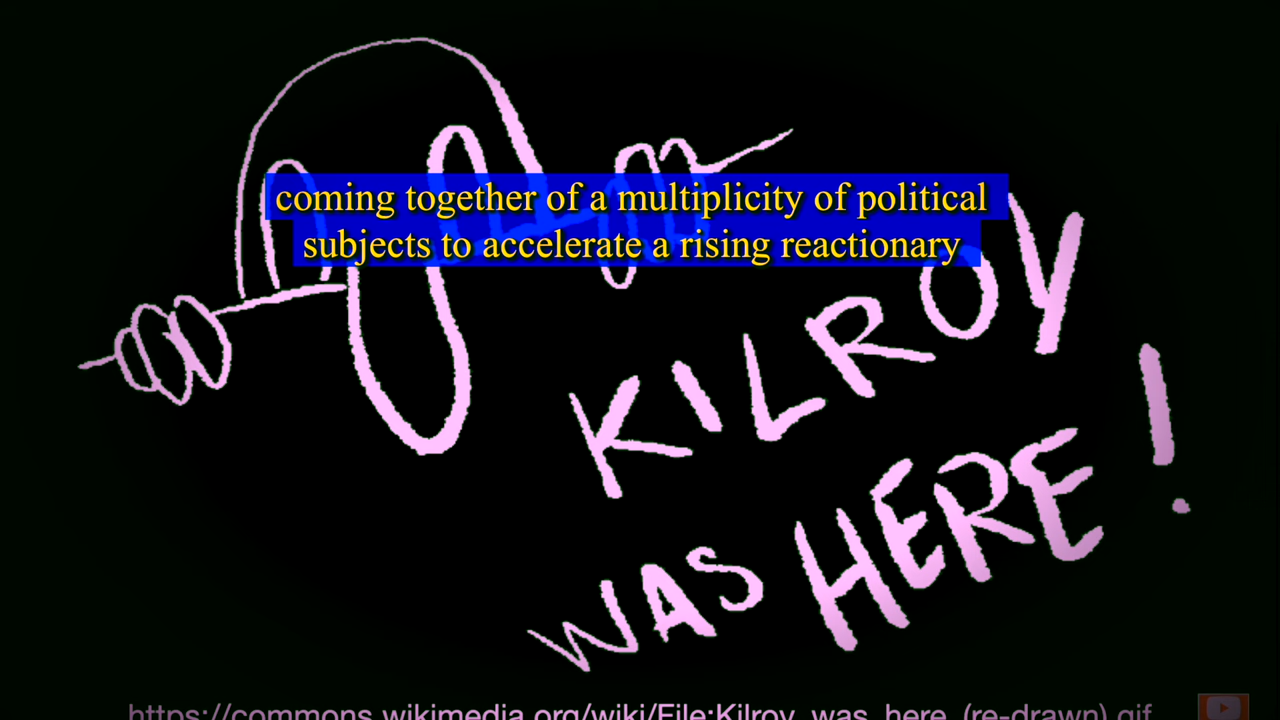 coming together of a multiplicity of political
subjects to accelerate a rising reactionary
KILROY
WAS HERE!
https://commons.wikimedia.org/wiki/File:Kilroy_was_here_(re-drawn).gif